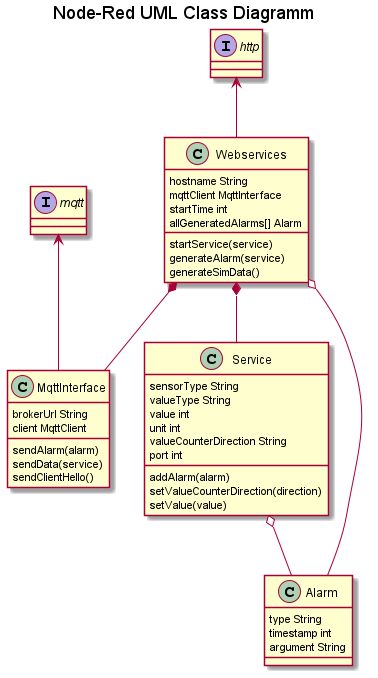 Node-Red UML Class Diagramm
I http
C Webservices
hostname String
mqttClient MqttInterface
startTime int
allGeneratedAlarms[] Alarm
startService(service)
generateAlarm(service)
generateSimData()
I mqtt
C MqttInterface
brokerUrl String
client MqttClient
sendAlarm(alarm)
sendData(service)
sendClientHello()
C Service
sensorType String
valueType String
value int
unit int
valueCounterDirection String
port int
addAlarm(alarm)
setValueCounterDirection(direction)
setValue(value)
C Alarm
type String
timestamp int
argument String